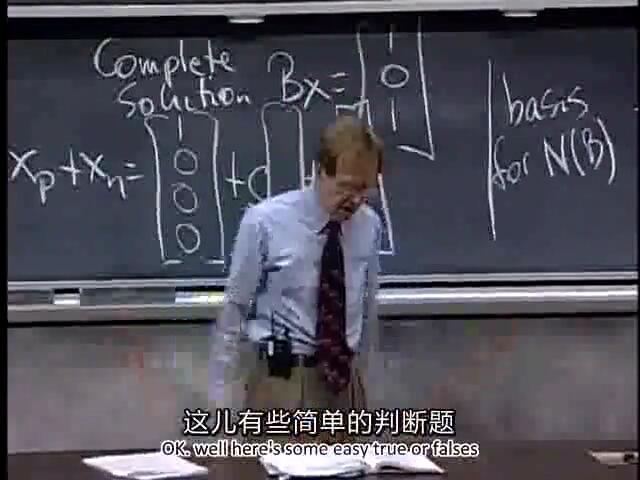 Complete
Solution Bx = [1
0
1]
basis
for N(B)
xp + xn = [1
0
0
0] + c
这儿有些简单的判断题
OK. well here's some easy true or falses